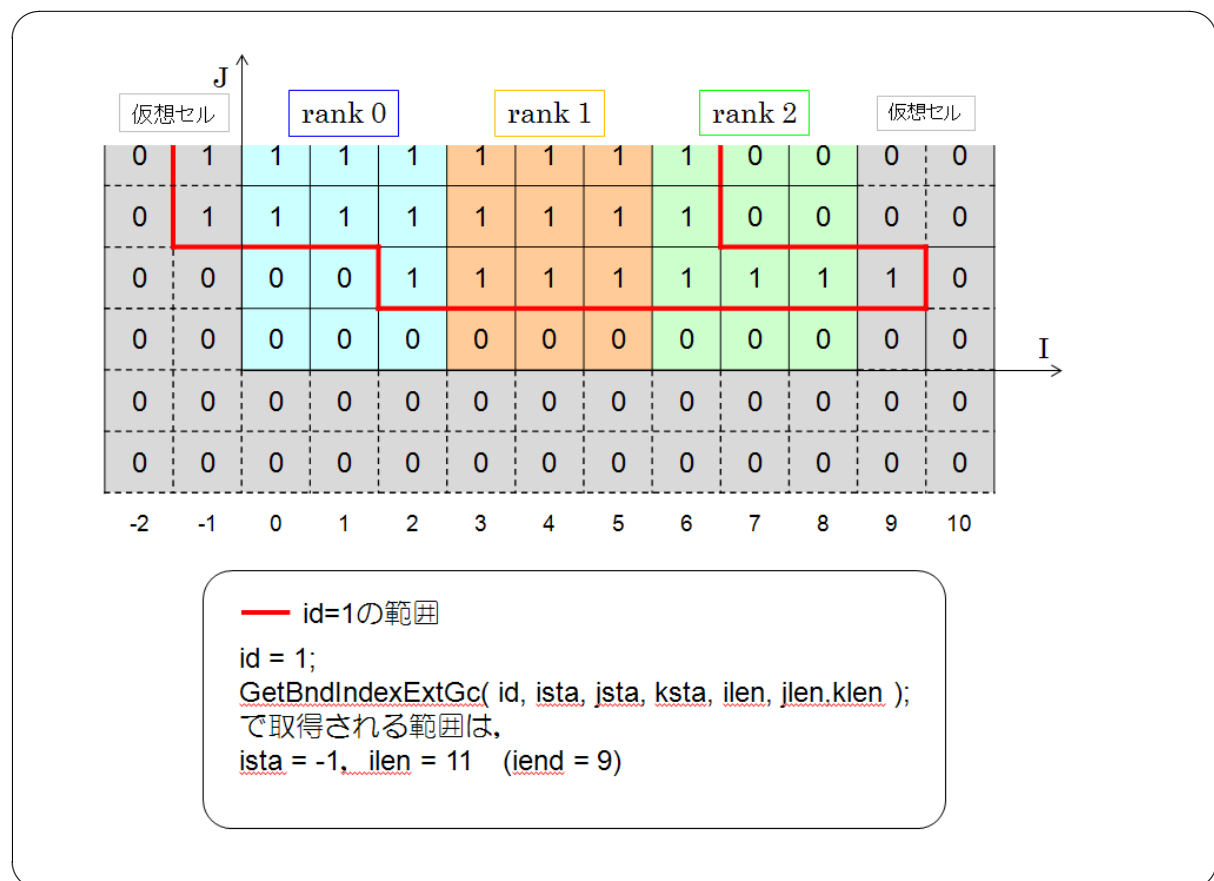 J
仮想セル rank 0 rank 1 rank 2 仮想セル
0 1 1 1 1 1 1 1 1 0 0 0 0
0 1 1 1 1 1 1 1 1 0 0 0 0
0 0 0 0 1 1 1 1 1 1 1 1 0
0 0 0 0 0 0 0 0 0 0 0 0 0
I
0 0 0 0 0 0 0 0 0 0 0 0 0
0 0 0 0 0 0 0 0 0 0 0 0 0
-2 -1 0 1 2 3 4 5 6 7 8 9 10
id=1の範囲
id = 1;
GetBndIndexExtGc( id, ista, jsta, ksta, ilen, jlen,klen );
で取得される範囲は，
ista = -1， ilen = 11 (iend = 9)